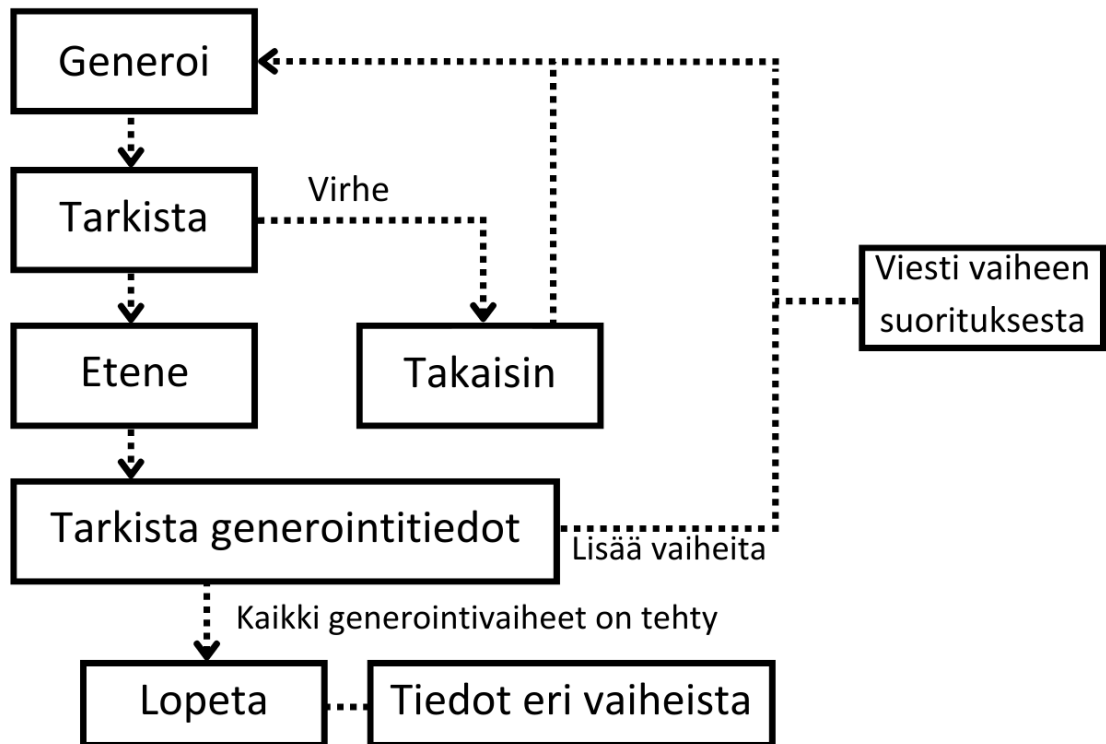 Generoi
Tarkista
Virhe
Viesti vaiheen
suorituksesta
Etene
Takaisin
Tarkista generointitiedot
Lisää vaiheita
Kaikki generointivaiheet on tehty
Lopeta
Tiedot eri vaiheista